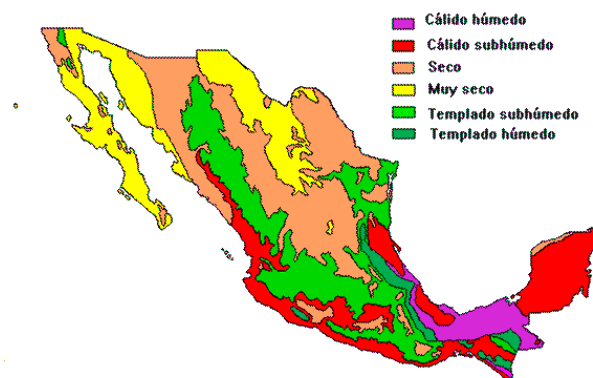 Cálido húmedo
Cálido subhúmedo
Seco
Muy seco
Templado subhúmedo
Templado húmedo